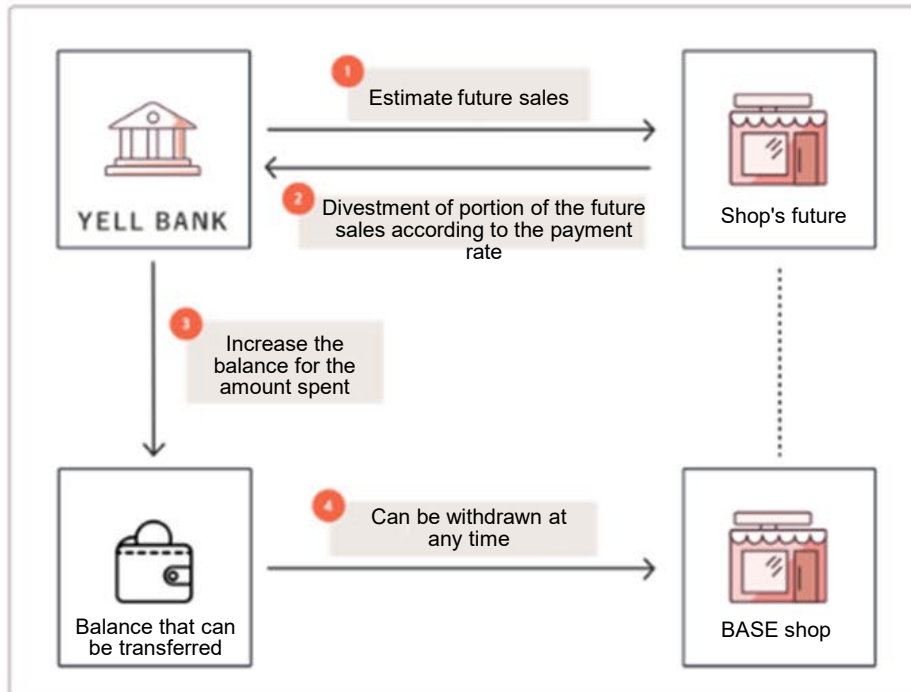 1
Estimate future sales
YELL BANK
Shop's future
2
Divestment of portion of the future
sales according to the payment
rate
3
Increase the
balance for the
amount spent
4
Can be withdrawn at
any time
Balance that can
be transferred
BASE shop